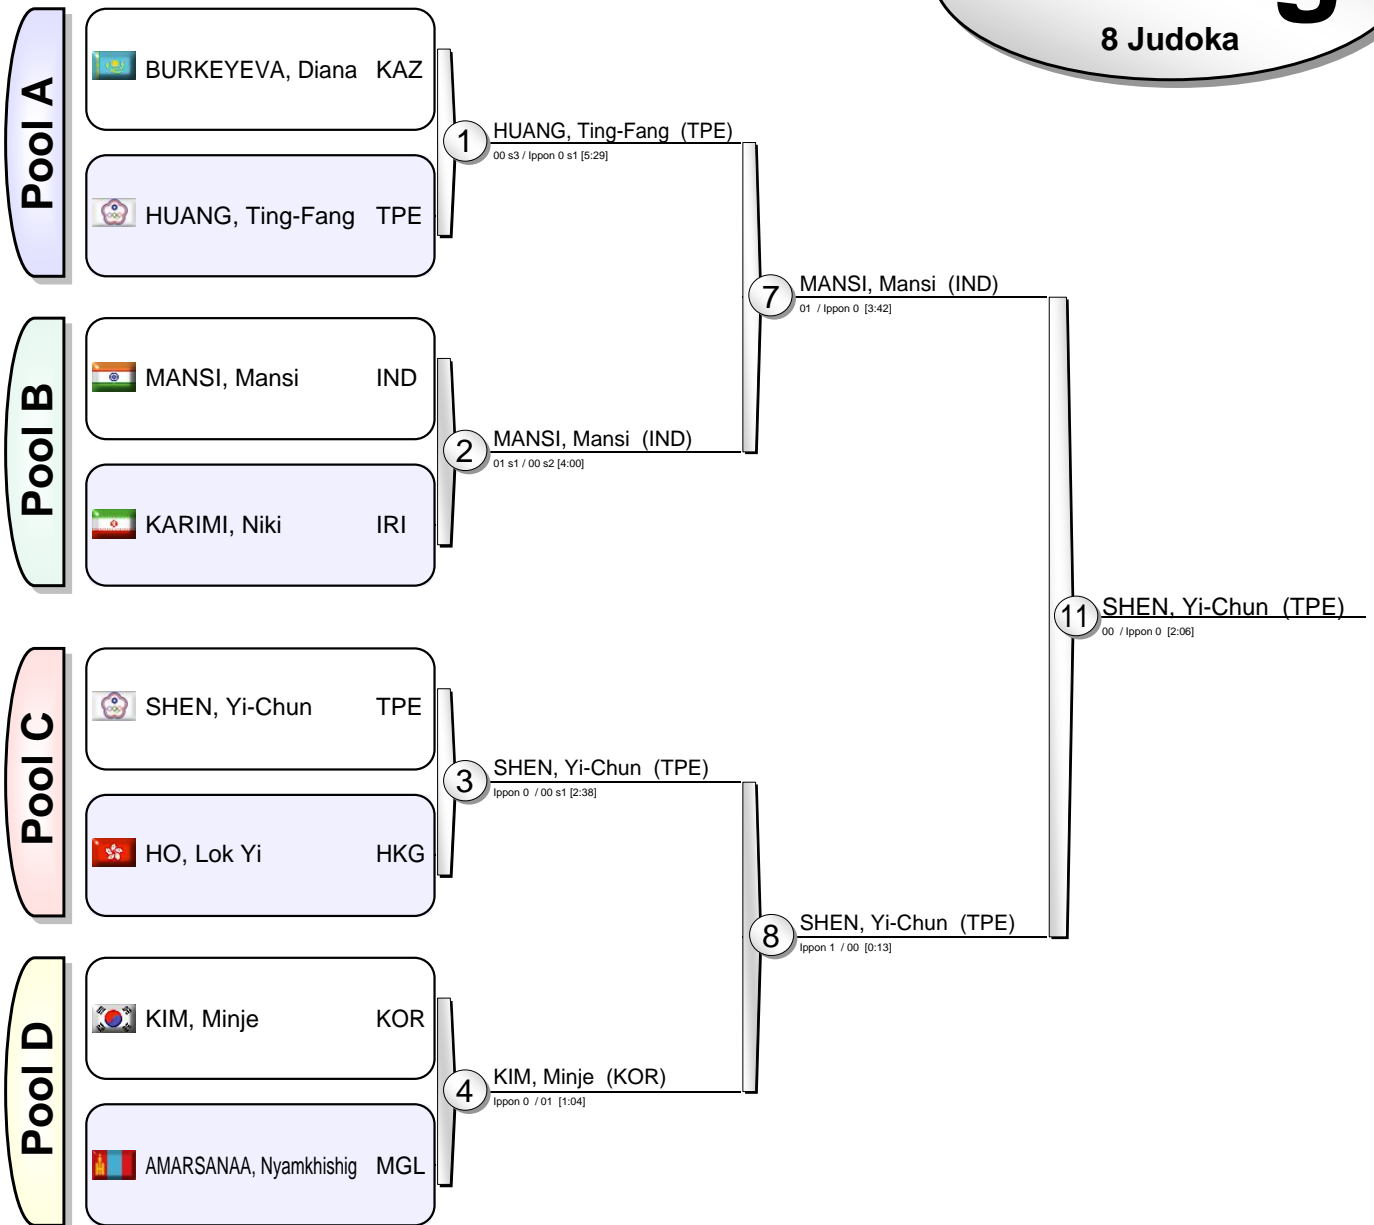 8 Judoka
Pool A
BURKEYEVA, Diana KAZ
HUANG, Ting-Fang TPE
1
HUANG, Ting-Fang (TPE)
00 s3 / Ippon 0 s1 [5:29]
Pool B
MANSI, Mansi IND
KARIMI, Niki IRI
2
MANSI, Mansi (IND)
01 s1 / 00 s2 [4:00]
7
MANSI, Mansi (IND)
01 / Ippon 0 [3:42]
Pool C
SHEN, Yi-Chun TPE
HO, Lok Yi HKG
3
SHEN, Yi-Chun (TPE)
Ippon 0 / 00 s1 [2:38]
Pool D
KIM, Minje KOR
AMARSANAA, Nyamkhishig MGL
4
KIM, Minje (KOR)
Ippon 0 / 01 [1:04]
8
SHEN, Yi-Chun (TPE)
Ippon 1 / 00 [0:13]
11
SHEN, Yi-Chun (TPE)
00 / Ippon 0 [2:06]